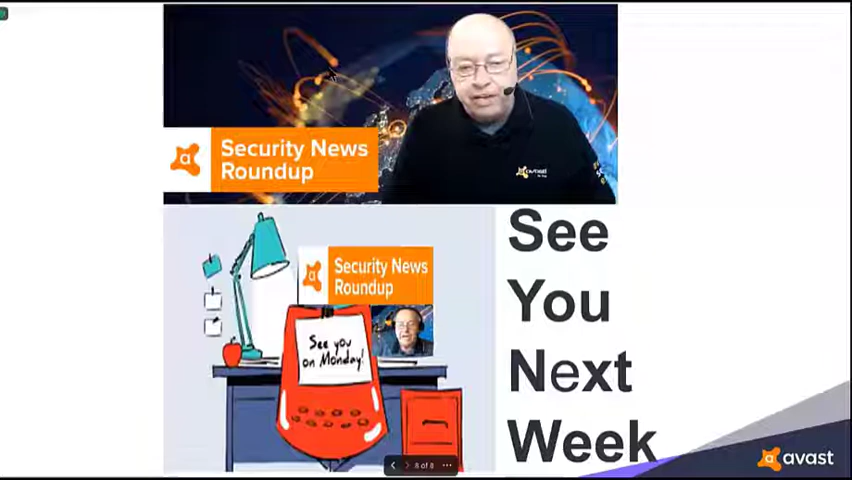 Security News
Roundup
avast
Security News
Roundup
See you
on Monday!
See
You
Next
Week
8 of 8
avast